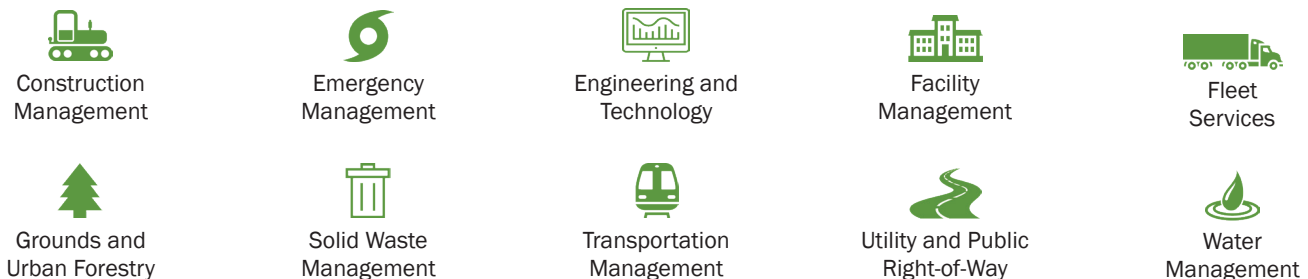 Construction
Management
Emergency
Management
Engineering and
Technology
Facility
Management
Fleet
Services
Grounds and
Urban Forestry
Solid Waste
Management
Transportation
Management
Utility and Public
Right-of-Way
Water
Management